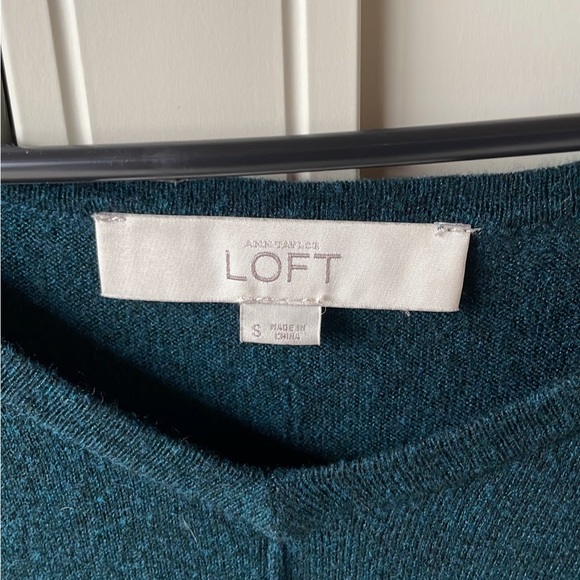 ANN TAYLOR
LOFT
S
MADE IN
CHINA